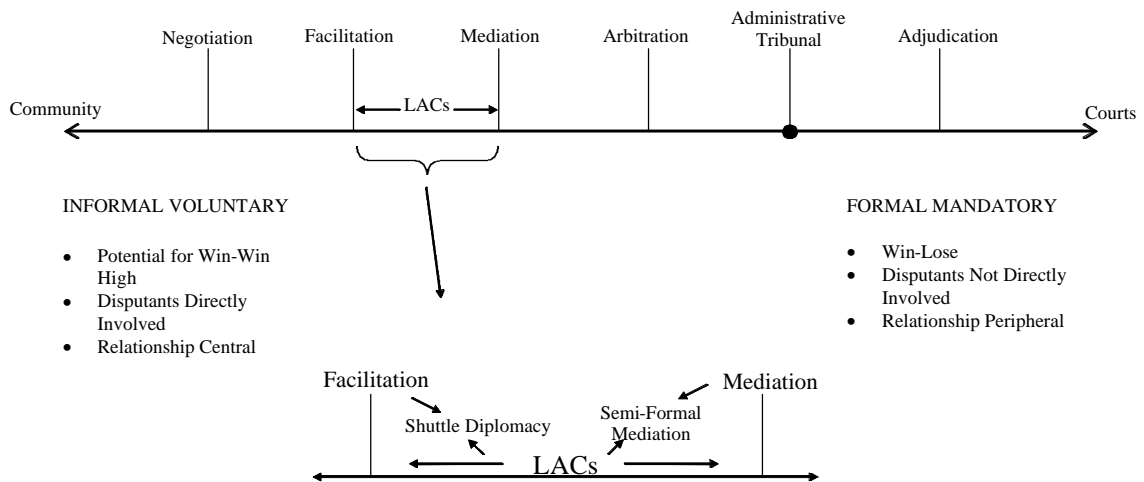 Negotiation
Facilitation
Mediation
Arbitration
Administrative
Tribunal
Adjudication
Community
LACs
Courts
INFORMAL VOLUNTARY
• Potential for Win-Win
High
• Disputants Directly
Involved
• Relationship Central
FORMAL MANDATORY
• Win-Lose
• Disputants Not Directly
Involved
• Relationship Peripheral
Facilitation
Mediation
Shuttle Diplomacy
Semi-Formal
Mediation
LACs